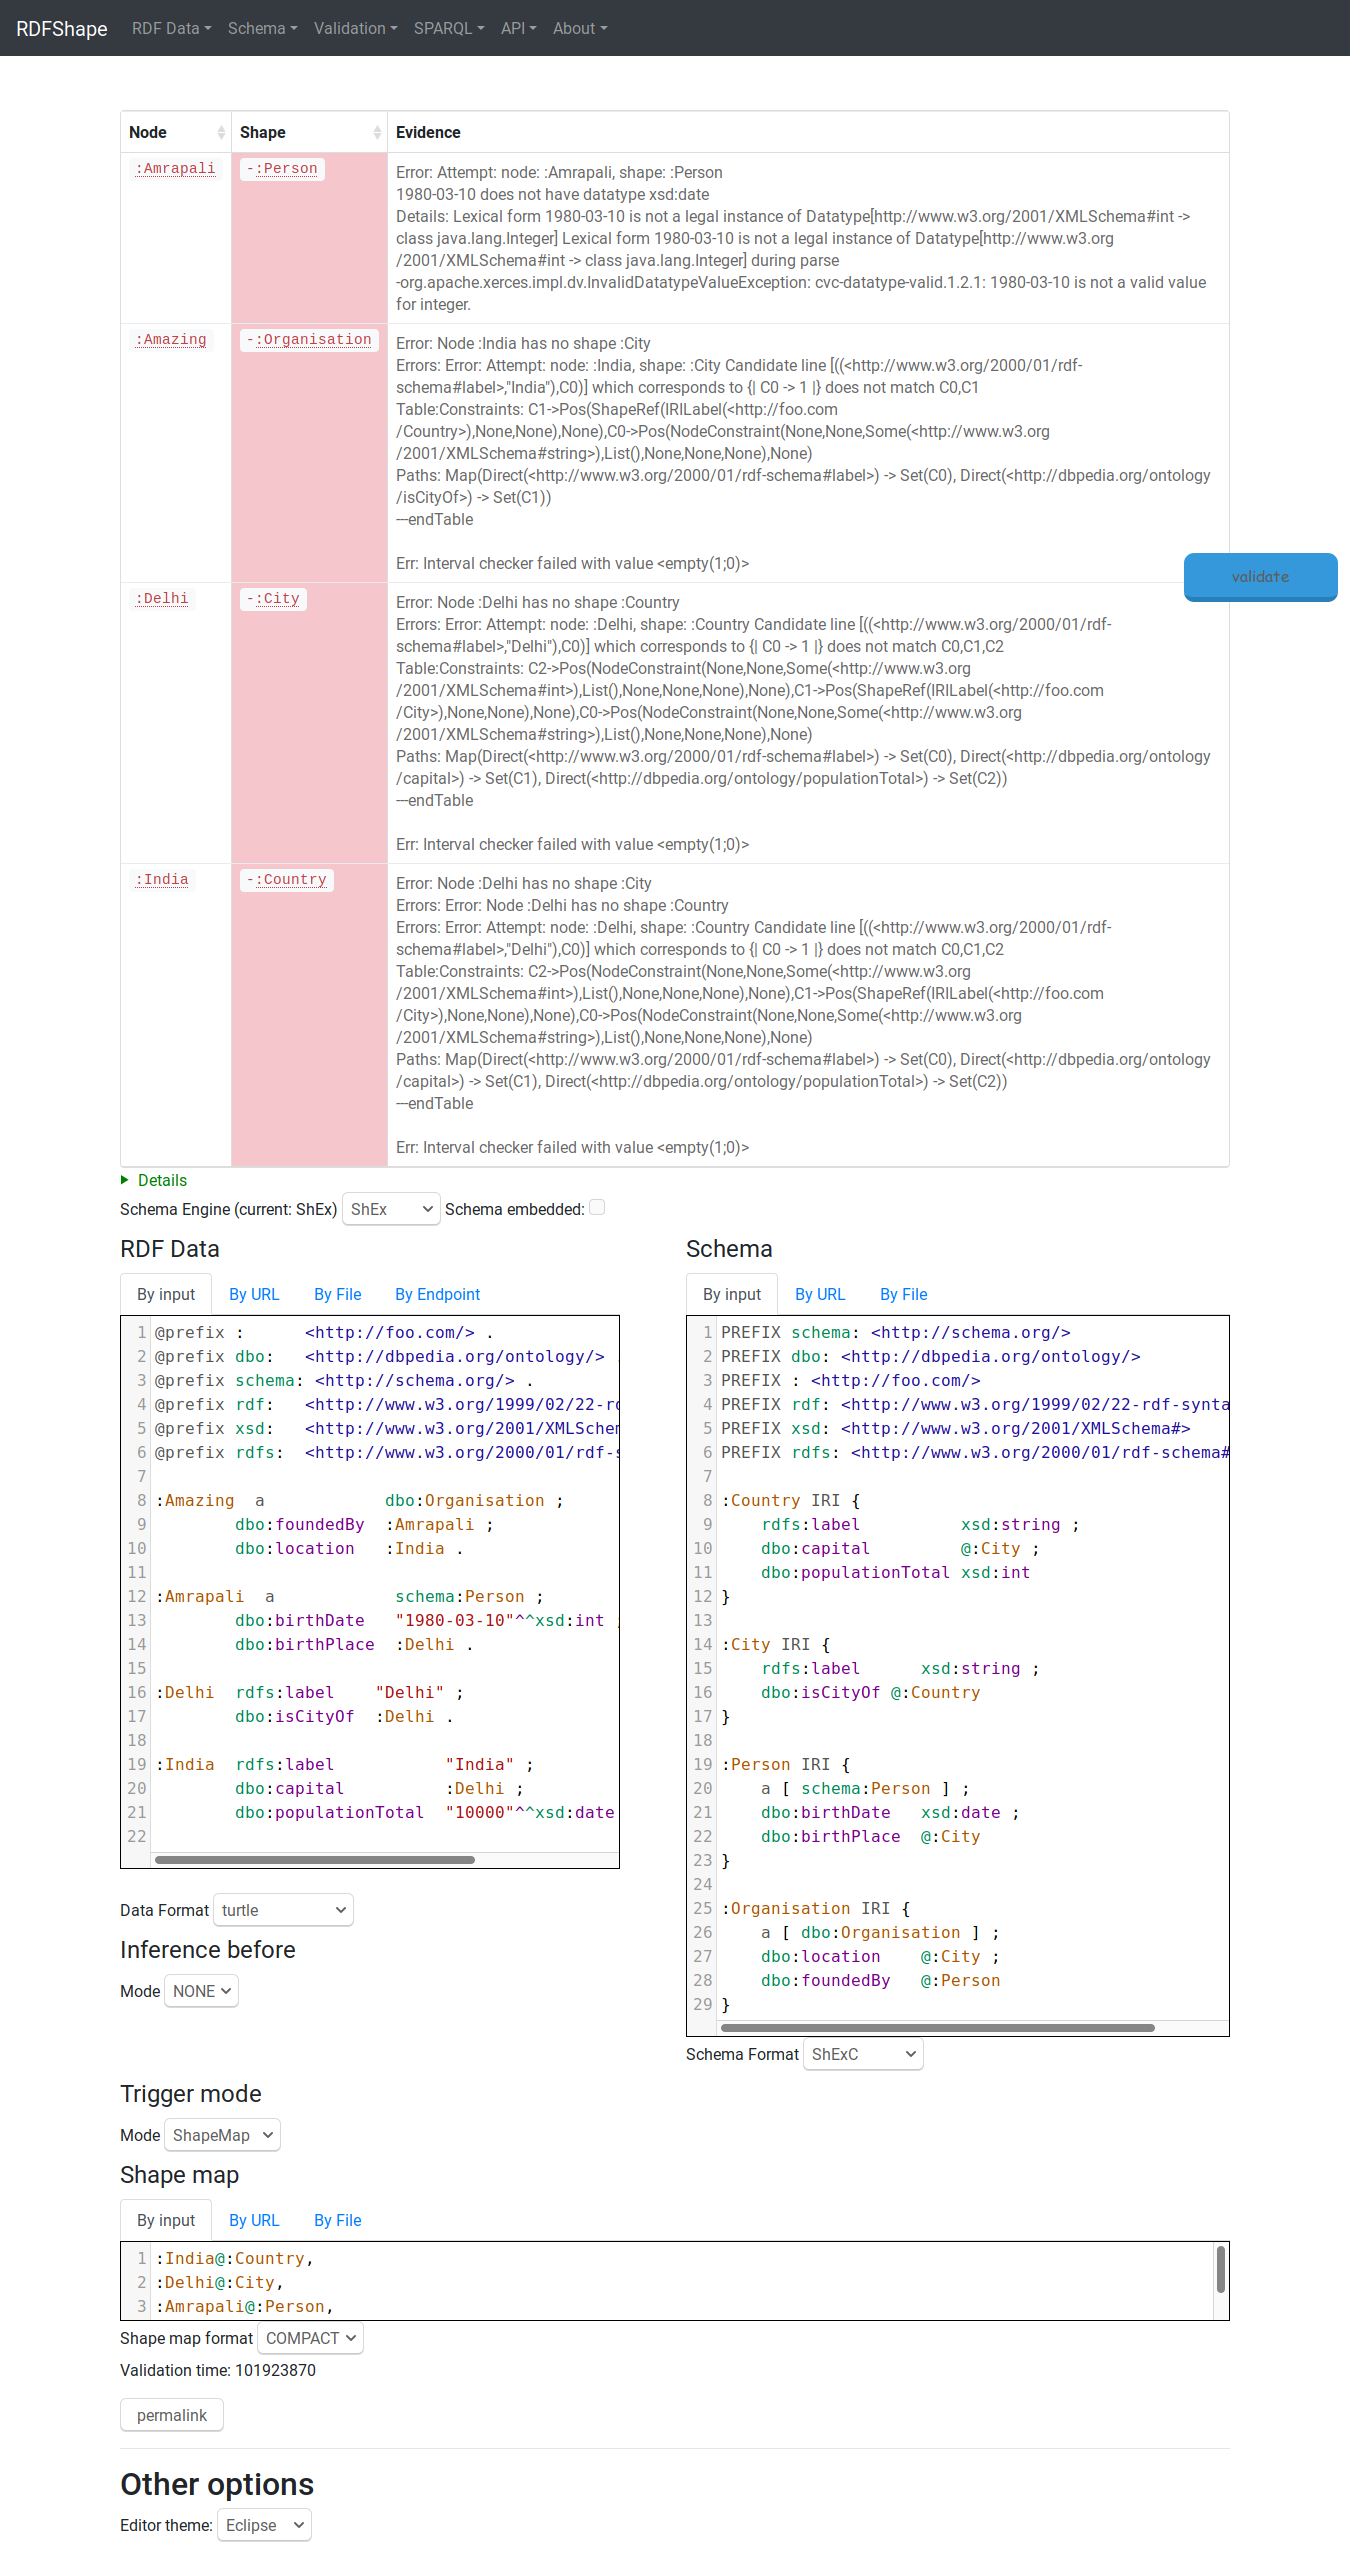 RDFShape RDF Data Schema Validation SPARQL API About
Node Shape Evidence
:Amrapali -:Person
Error: Attempt: node: :Amrapali, shape: :Person
1980-03-10 does not have datatype xsd:date
Details: Lexical form 1980-03-10 is not a legal instance of Datatype[http://www.w3.org/2001/XMLSchema#int ->
class java.lang.Integer] Lexical form 1980-03-10 is not a legal instance of Datatype[http://www.w3.org
/2001/XMLSchema#int -> class java.lang.Integer] during parse
-org.apache.xerces.impl.dv.InvalidDatatypeValueException: cvc-datatype-valid.1.2.1: 1980-03-10 is not a valid value
for integer.
:Amazing -:Organisation
Error: Node :India has no shape :City
Errors: Error: Attempt: node: :India, shape: :City Candidate line [((<http://www.w3.org/2000/01/rdf-
schema#label>,"India"),C0)] which corresponds to {| C0 -> 1 |} does not match C0,C1
Table:Constraints: C1->Pos(ShapeRef(IRILabel(<http://foo.com
/Country>),None,None),None),C0->Pos(NodeConstraint(None,None,Some(<http://www.w3.org
/2001/XMLSchema#string>),List(),None,None,None),None)
Paths: Map(Direct(<http://www.w3.org/2000/01/rdf-schema#label>) -> Set(C0), Direct(<http://dbpedia.org/ontology
/isCityOf>) -> Set(C1))
---endTable
Err: Interval checker failed with value <empty(1;0)>
validate
:Delhi -:City
Error: Node :Delhi has no shape :Country
Errors: Error: Attempt: node: :Delhi, shape: :Country Candidate line [((<http://www.w3.org/2000/01/rdf-
schema#label>,"Delhi"),C0)] which corresponds to {| C0 -> 1 |} does not match C0,C1,C2
Table:Constraints: C2->Pos(NodeConstraint(None,None,Some(<http://www.w3.org
/2001/XMLSchema#int>),List(),None,None,None),None),C1->Pos(ShapeRef(IRILabel(<http://foo.com
/City>),None,None),None),C0->Pos(NodeConstraint(None,None,Some(<http://www.w3.org
/2001/XMLSchema#string>),List(),None,None,None),None)
Paths: Map(Direct(<http://www.w3.org/2000/01/rdf-schema#label>) -> Set(C0), Direct(<http://dbpedia.org/ontology
/capital>) -> Set(C1), Direct(<http://dbpedia.org/ontology/populationTotal>) -> Set(C2))
---endTable
Err: Interval checker failed with value <empty(1;0)>
:India -:Country
Error: Node :Delhi has no shape :City
Errors: Error: Node :Delhi has no shape :Country
Errors: Error: Attempt: node: :Delhi, shape: :Country Candidate line [((<http://www.w3.org/2000/01/rdf-
schema#label>,"Delhi"),C0)] which corresponds to {| C0 -> 1 |} does not match C0,C1,C2
Table:Constraints: C2->Pos(NodeConstraint(None,None,Some(<http://www.w3.org
/2001/XMLSchema#int>),List(),None,None,None),None),C1->Pos(ShapeRef(IRILabel(<http://foo.com
/City>),None,None),None),C0->Pos(NodeConstraint(None,None,Some(<http://www.w3.org
/2001/XMLSchema#string>),List(),None,None,None),None)
Paths: Map(Direct(<http://www.w3.org/2000/01/rdf-schema#label>) -> Set(C0), Direct(<http://dbpedia.org/ontology
/capital>) -> Set(C1), Direct(<http://dbpedia.org/ontology/populationTotal>) -> Set(C2))
---endTable
Err: Interval checker failed with value <empty(1;0)>
Details
Schema Engine (current: ShEx) ShEx Schema embedded:
RDF Data
By input By URL By File By Endpoint
1 @prefix :      <http://foo.com/> .
2 @prefix dbo:   <http://dbpedia.org/ontology/> .
3 @prefix schema: <http://schema.org/> .
4 @prefix rdf:   <http://www.w3.org/1999/02/22-rd
5 @prefix xsd:   <http://www.w3.org/2001/XMLSchem
6 @prefix rdfs:  <http://www.w3.org/2000/01/rdf-s
7
8 :Amazing  a            dbo:Organisation ;
9         dbo:foundedBy  :Amrapali ;
10         dbo:location   :India .
11
12 :Amrapali  a            schema:Person ;
13         dbo:birthDate   "1980-03-10"^^xsd:int ;
14         dbo:birthPlace  :Delhi .
15
16 :Delhi  rdfs:label    "Delhi" ;
17         dbo:isCityOf  :Delhi .
18
19 :India  rdfs:label           "India" ;
20         dbo:capital          :Delhi ;
21         dbo:populationTotal  "10000"^^xsd:date
22
Data Format turtle
Inference before
Mode NONE
Schema
By input By URL By File
1 PREFIX schema: <http://schema.org/>
2 PREFIX dbo: <http://dbpedia.org/ontology/>
3 PREFIX : <http://foo.com/>
4 PREFIX rdf: <http://www.w3.org/1999/02/22-rdf-synta
5 PREFIX xsd: <http://www.w3.org/2001/XMLSchema#>
6 PREFIX rdfs: <http://www.w3.org/2000/01/rdf-schema#
7
8 :Country IRI {
9     rdfs:label          xsd:string ;
10     dbo:capital         @:City ;
11     dbo:populationTotal xsd:int
12 }
13
14 :City IRI {
15     rdfs:label      xsd:string ;
16     dbo:isCityOf @:Country
17 }
18
19 :Person IRI {
20     a [ schema:Person ] ;
21     dbo:birthDate   xsd:date ;
22     dbo:birthPlace  @:City
23 }
24
25 :Organisation IRI {
26     a [ dbo:Organisation ] ;
27     dbo:location    @:City ;
28     dbo:foundedBy   @:Person
29 }
Schema Format ShExC
Trigger mode
Mode ShapeMap
Shape map
By input By URL By File
1 :India@:Country,
2 :Delhi@:City,
3 :Amrapali@:Person,
Shape map format COMPACT
Validation time: 101923870
permalink
Other options
Editor theme: Eclipse